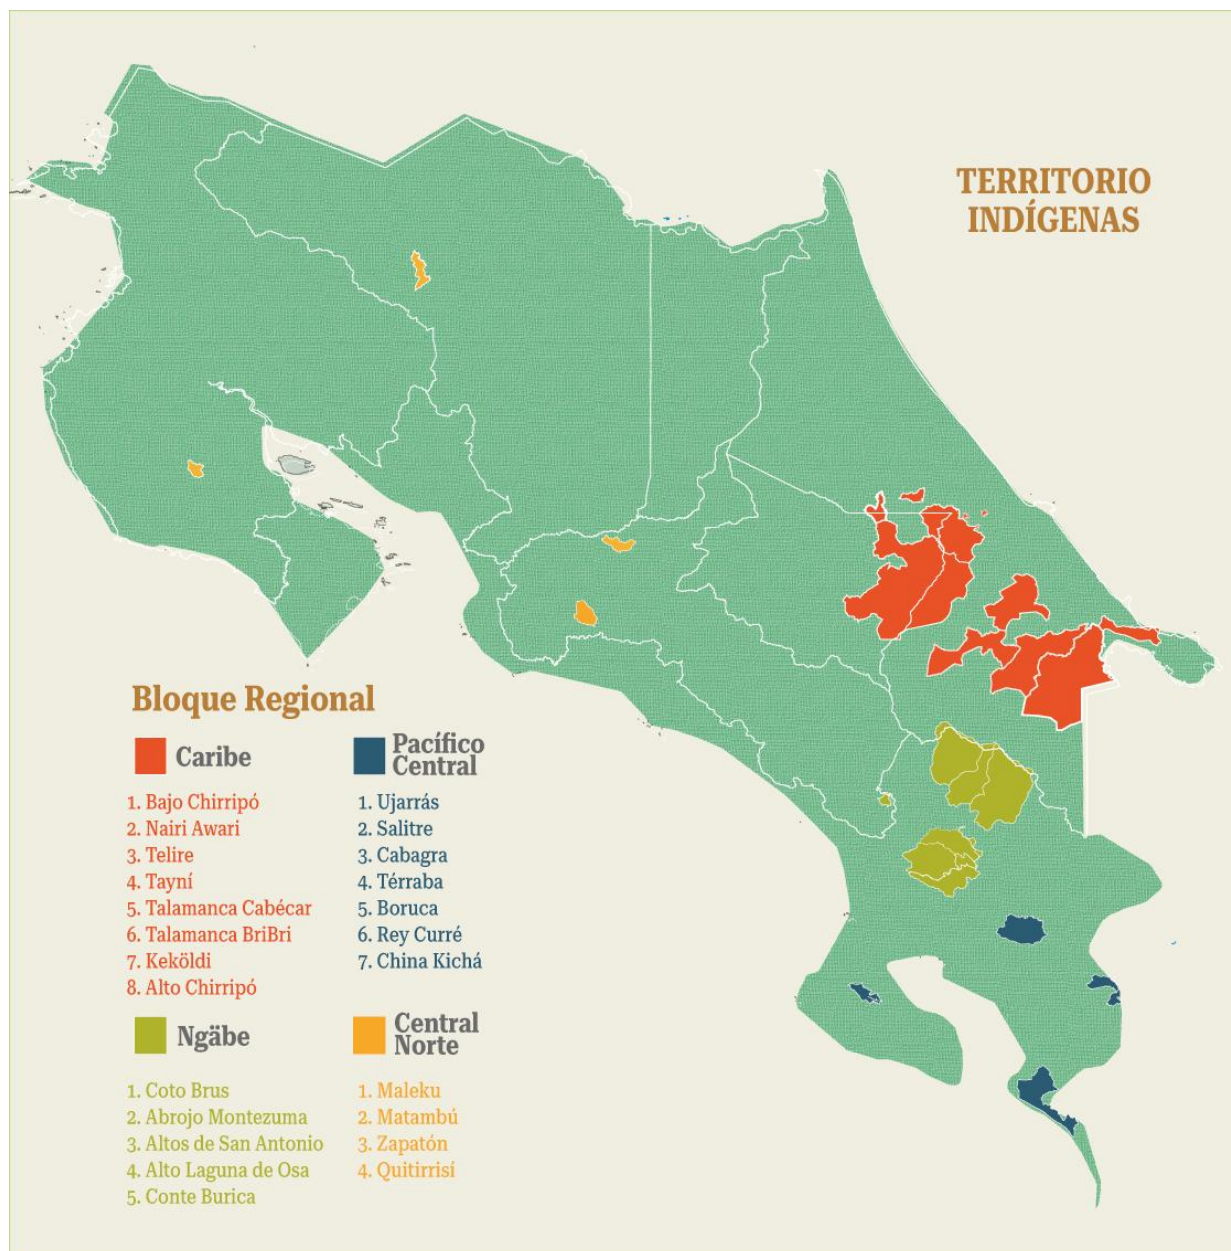 TERRITORIO
INDÍGENAS
Bloque Regional
Caribe
1. Bajo Chirripó
2. Nairi Awari
3. Telire
4. Tayní
5. Talamanca Cabécar
6. Talamanca BriBri
7. Keköldi
8. Alto Chirripó
Pacífico
Central
1. Ujarrás
2. Salitre
3. Cabagra
4. Térraba
5. Boruca
6. Rey Curré
7. China Kichá
Ngäbe
1. Coto Brus
2. Abrojo Montezuma
3. Altos de San Antonio
4. Alto Laguna de Osa
5. Conte Burica
Central
Norte
1. Maleku
2. Matambú
3. Zapatón
4. Quitirrisí